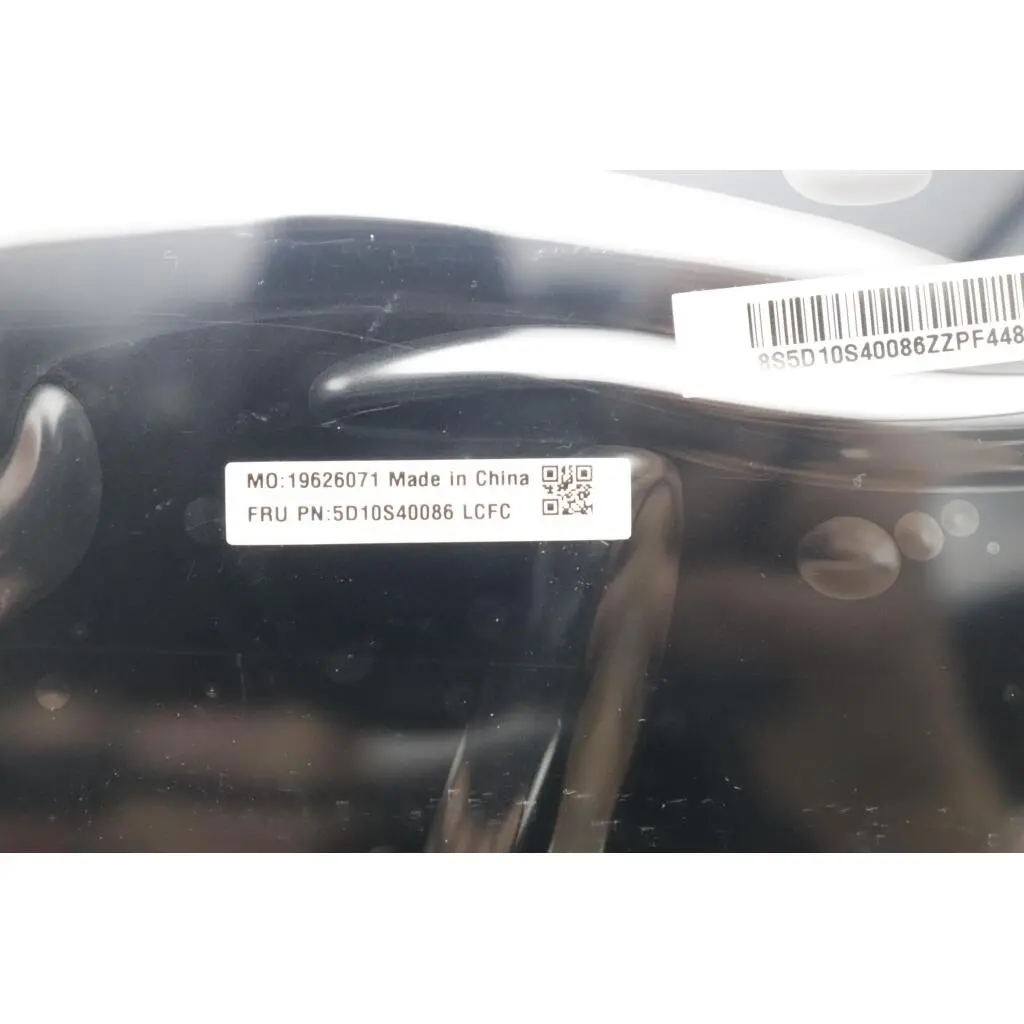 8S5D10S40086ZZPF448
MO:19626071 Made in China
FRU PN:5D10S40086 LCFC